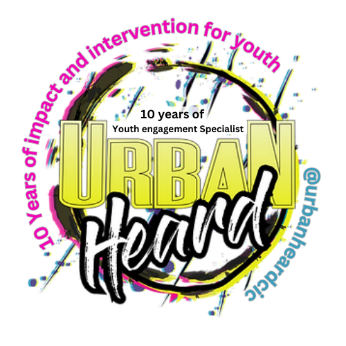 10 Years of impact and intervention for youth
10 years of
Youth engagement Specialist
URBAN
Heard
@urbanheardcic